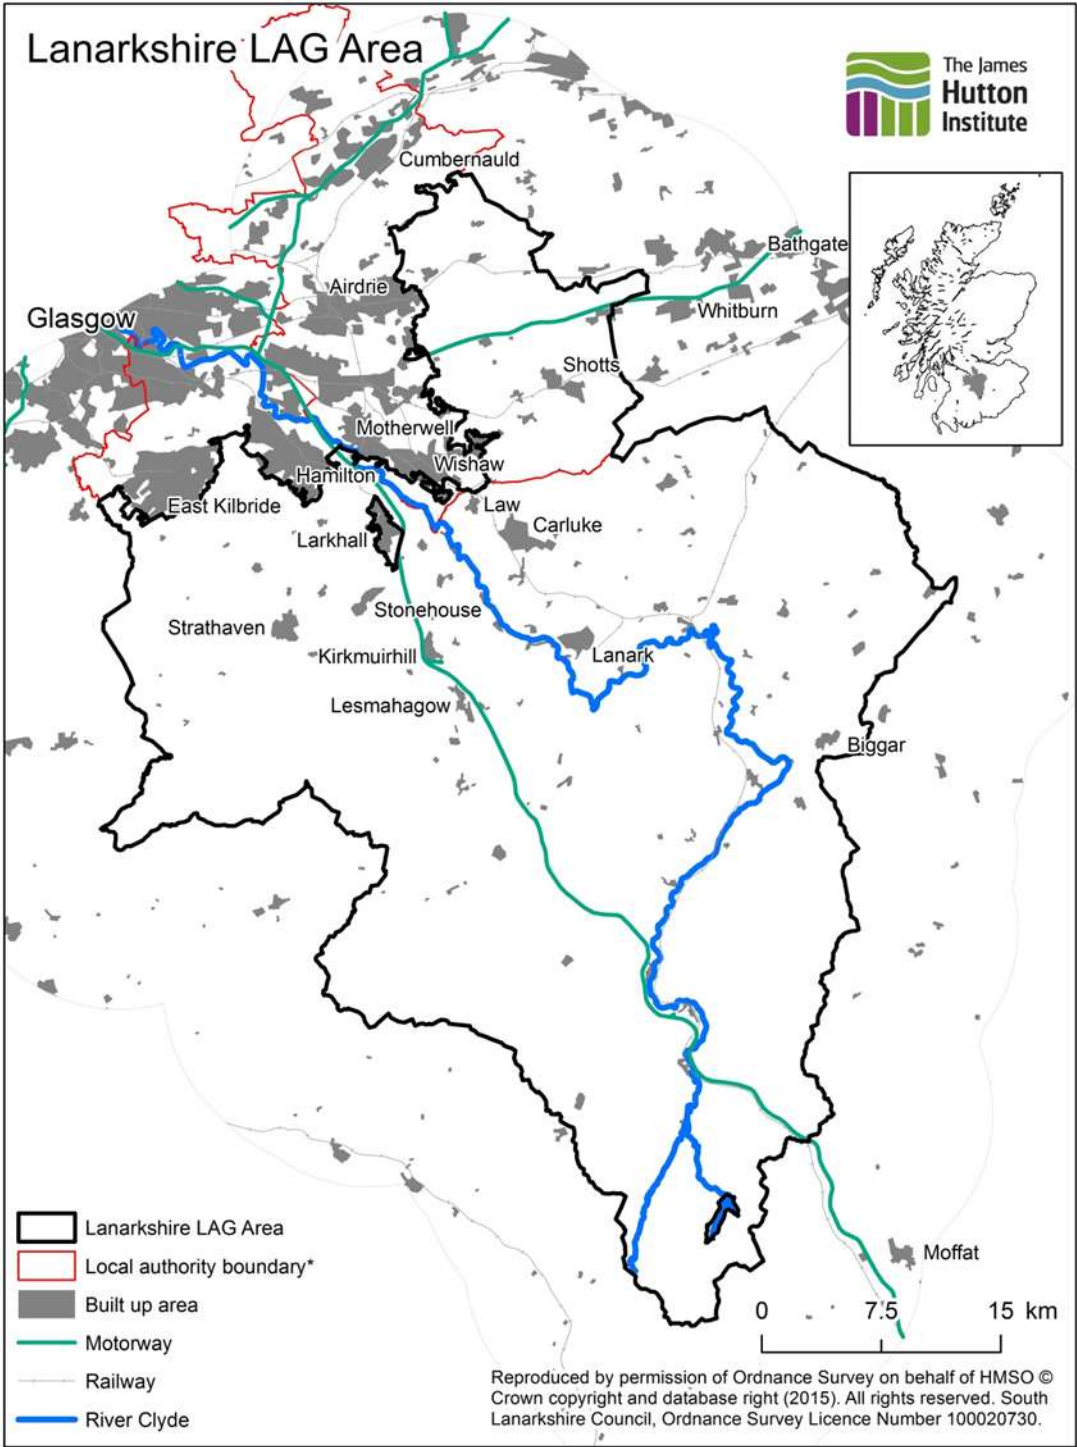 Lanarkshire LAG Area
The James
Hutton
Institute
Cumbernauld
Bathgate
Airdrie
Whitburn
Glasgow
Shotts
Motherwell
Wishaw
Hamilton
East Kilbride
Law
Carluke
Larkhall
Stonehouse
Strathaven
Kirkmuirhill
Lanark
Lesmahagow
Biggar
Moffat
Lanarkshire LAG Area
Local authority boundary*
Built up area
Motorway
Railway
River Clyde
0 7.5 15 km
Reproduced by permission of Ordnance Survey on behalf of HMSO ©
Crown copyright and database right (2015). All rights reserved. South
Lanarkshire Council, Ordnance Survey Licence Number 100020730.